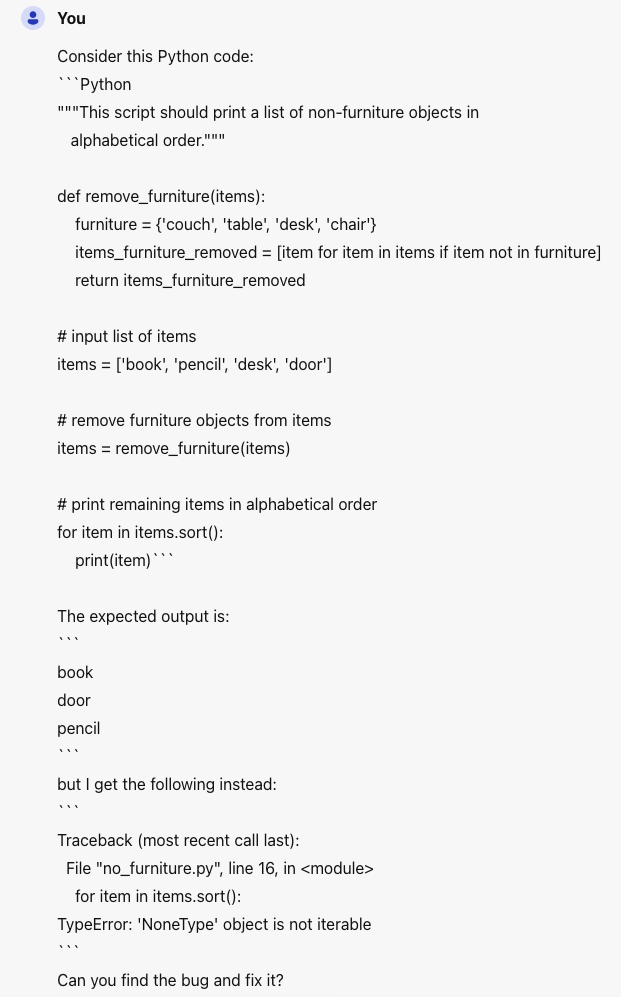 You
Consider this Python code:
```Python
"""This script should print a list of non-furniture objects in
   alphabetical order."""
def remove_furniture(items):
    furniture = {'couch', 'table', 'desk', 'chair'}
    items_furniture_removed = [item for item in items if item not in furniture]
    return items_furniture_removed
# input list of items
items = ['book', 'pencil', 'desk', 'door']
# remove furniture objects from items
items = remove_furniture(items)
# print remaining items in alphabetical order
for item in items.sort():
    print(item)```
The expected output is:
```
book
door
pencil
```
but I get the following instead:
```
Traceback (most recent call last):
  File "no_furniture.py", line 16, in <module>
    for item in items.sort():
TypeError: 'NoneType' object is not iterable
```
Can you find the bug and fix it?